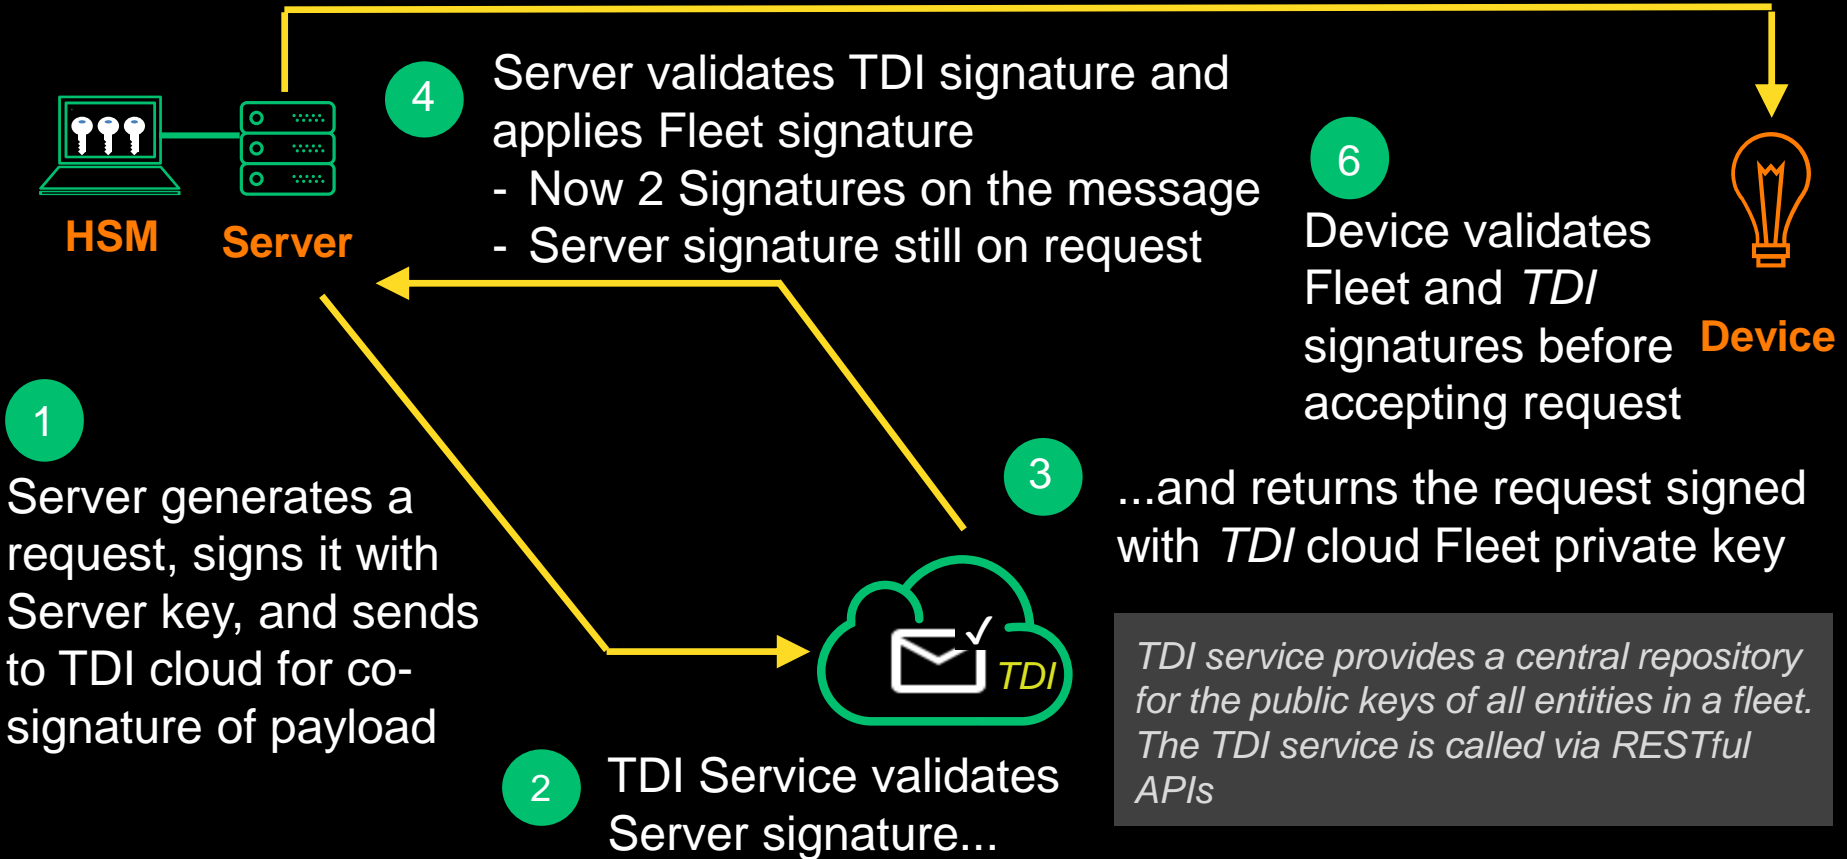 4
Server validates TDI signature and
applies Fleet signature
- Now 2 Signatures on the message
- Server signature still on request
HSM
Server
6
Device validates
Fleet and TDI
signatures before
accepting request
Device
1
Server generates a
request, signs it with
Server key, and sends
to TDI cloud for co-
signature of payload
3
...and returns the request signed
with TDI cloud Fleet private key
TDI
2
TDI Service validates
Server signature...
TDI service provides a central repository
for the public keys of all entities in a fleet.
The TDI service is called via RESTful
APIs